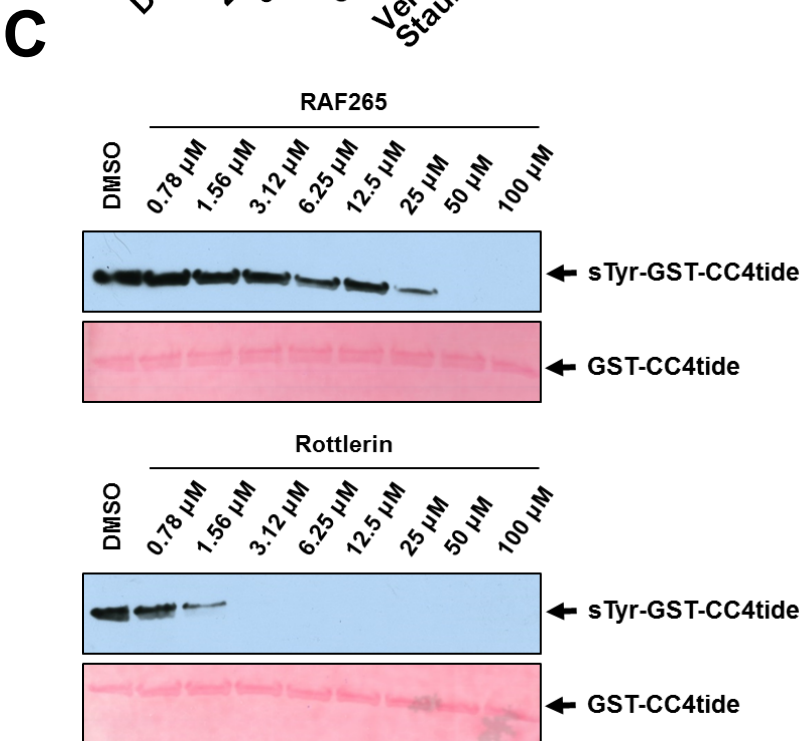 C
RAF265
DMSO
0.78 µM
1.56 µM
3.12 µM
6.25 µM
12.5 µM
25 µM
50 µM
100 µM
sTyr-GST-CC4tide
GST-CC4tide
Rottlerin
DMSO
0.78 µM
1.56 µM
3.12 µM
6.25 µM
12.5 µM
25 µM
50 µM
100 µM
sTyr-GST-CC4tide
GST-CC4tide